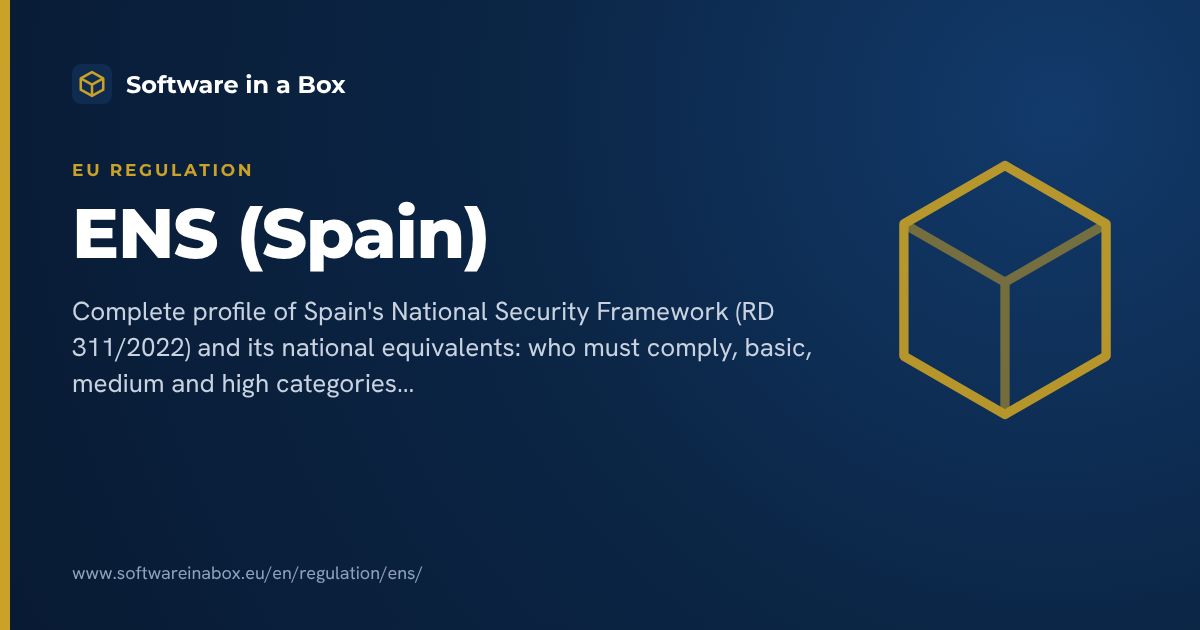 Software in a Box
EU REGULATION
ENS (Spain)
Complete profile of Spain's National Security Framework (RD
311/2022) and its national equivalents: who must comply, basic,
medium and high categories...
www.softwareinabox.eu/en/regulation/ens/